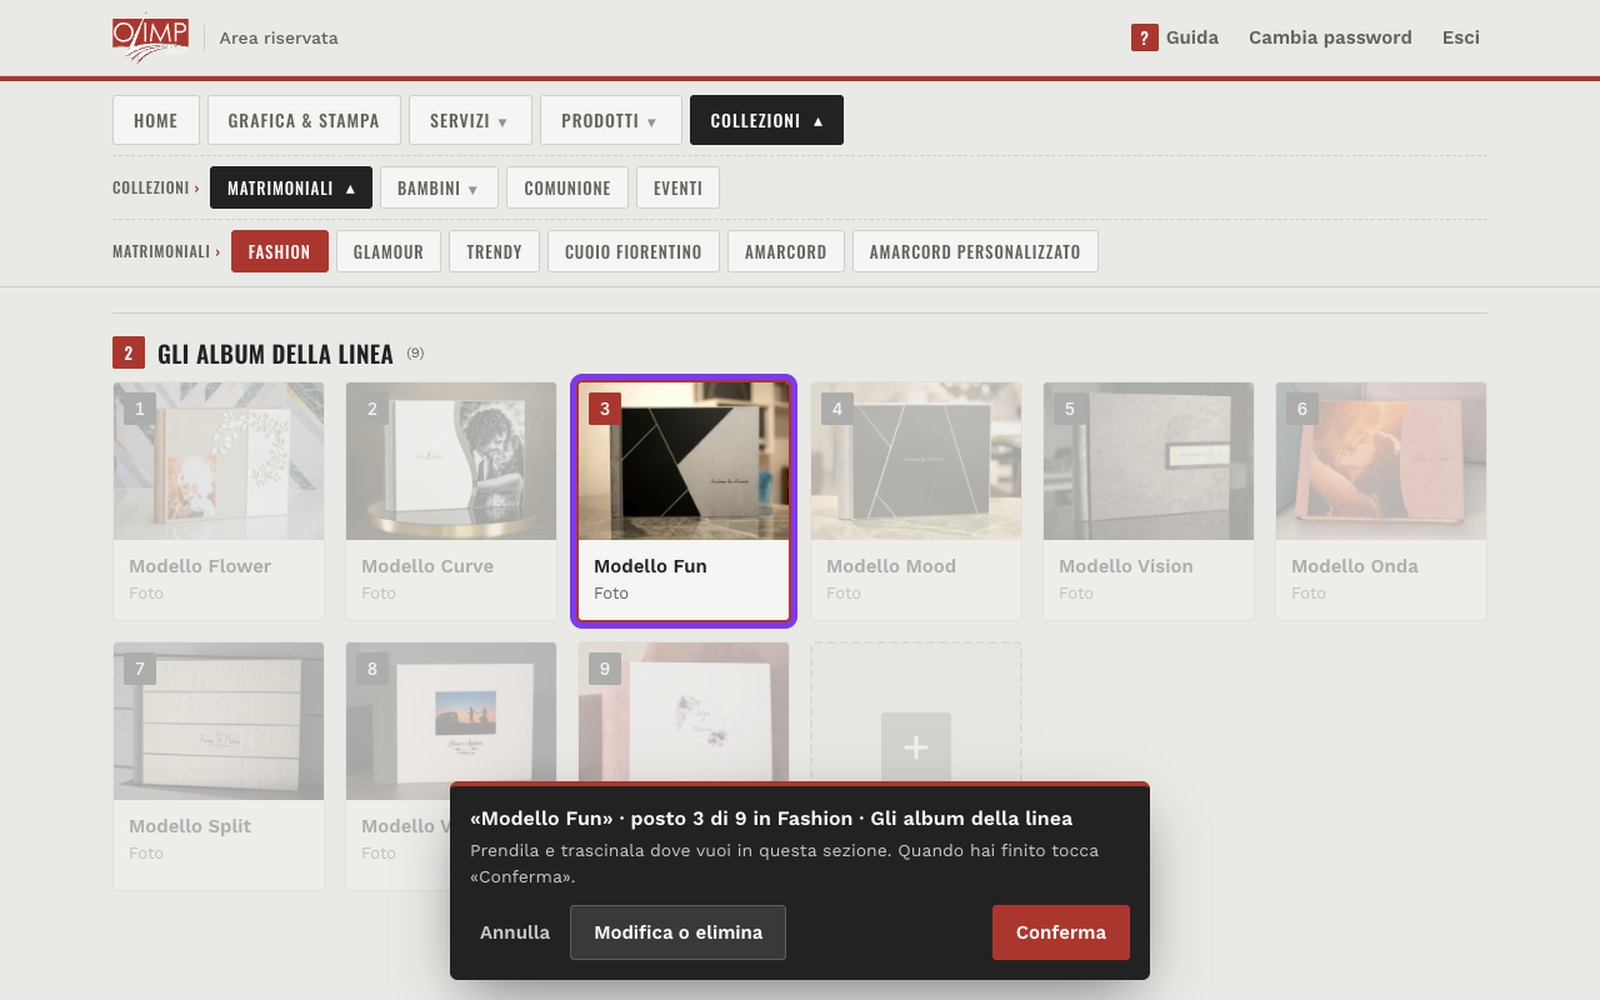 OLIMP
Area riservata
? Guida
Cambia password
Esci
HOME
GRAFICA & STAMPA
SERVIZI ▼
PRODOTTI ▼
COLLEZIONI ▲
COLLEZIONI ›
MATRIMONIALI ▲
BAMBINI ▼
COMUNIONE
EVENTI
MATRIMONIALI ›
FASHION
GLAMOUR
TRENDY
CUOIO FIORENTINO
AMARCORD
AMARCORD PERSONALIZZATO
2 GLI ALBUM DELLA LINEA (9)
1
Modello Flower
Foto
2
Modello Curve
Foto
3
Modello Fun
Foto
4
Modello Mood
Foto
5
Modello Vision
Foto
6
Modello Onda
Foto
7
Modello Split
Foto
8
Modello V
Foto
9
+
«Modello Fun» · posto 3 di 9 in Fashion · Gli album della linea
Prendila e trascinala dove vuoi in questa sezione. Quando hai finito tocca
«Conferma».
Annulla
Modifica o elimina
Conferma